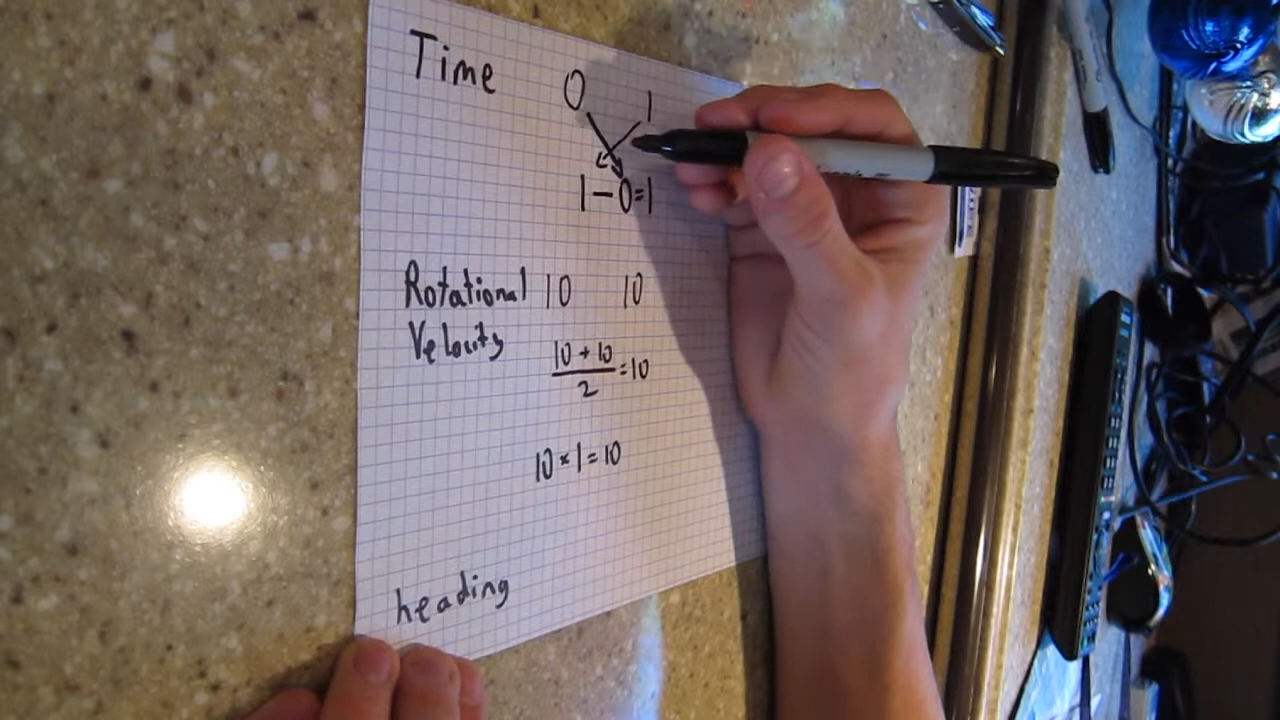 Time 0 1
1-0=1
Rotational 10 10
Velocity
10 + 10
2
=10
10 × 1 = 10
heading